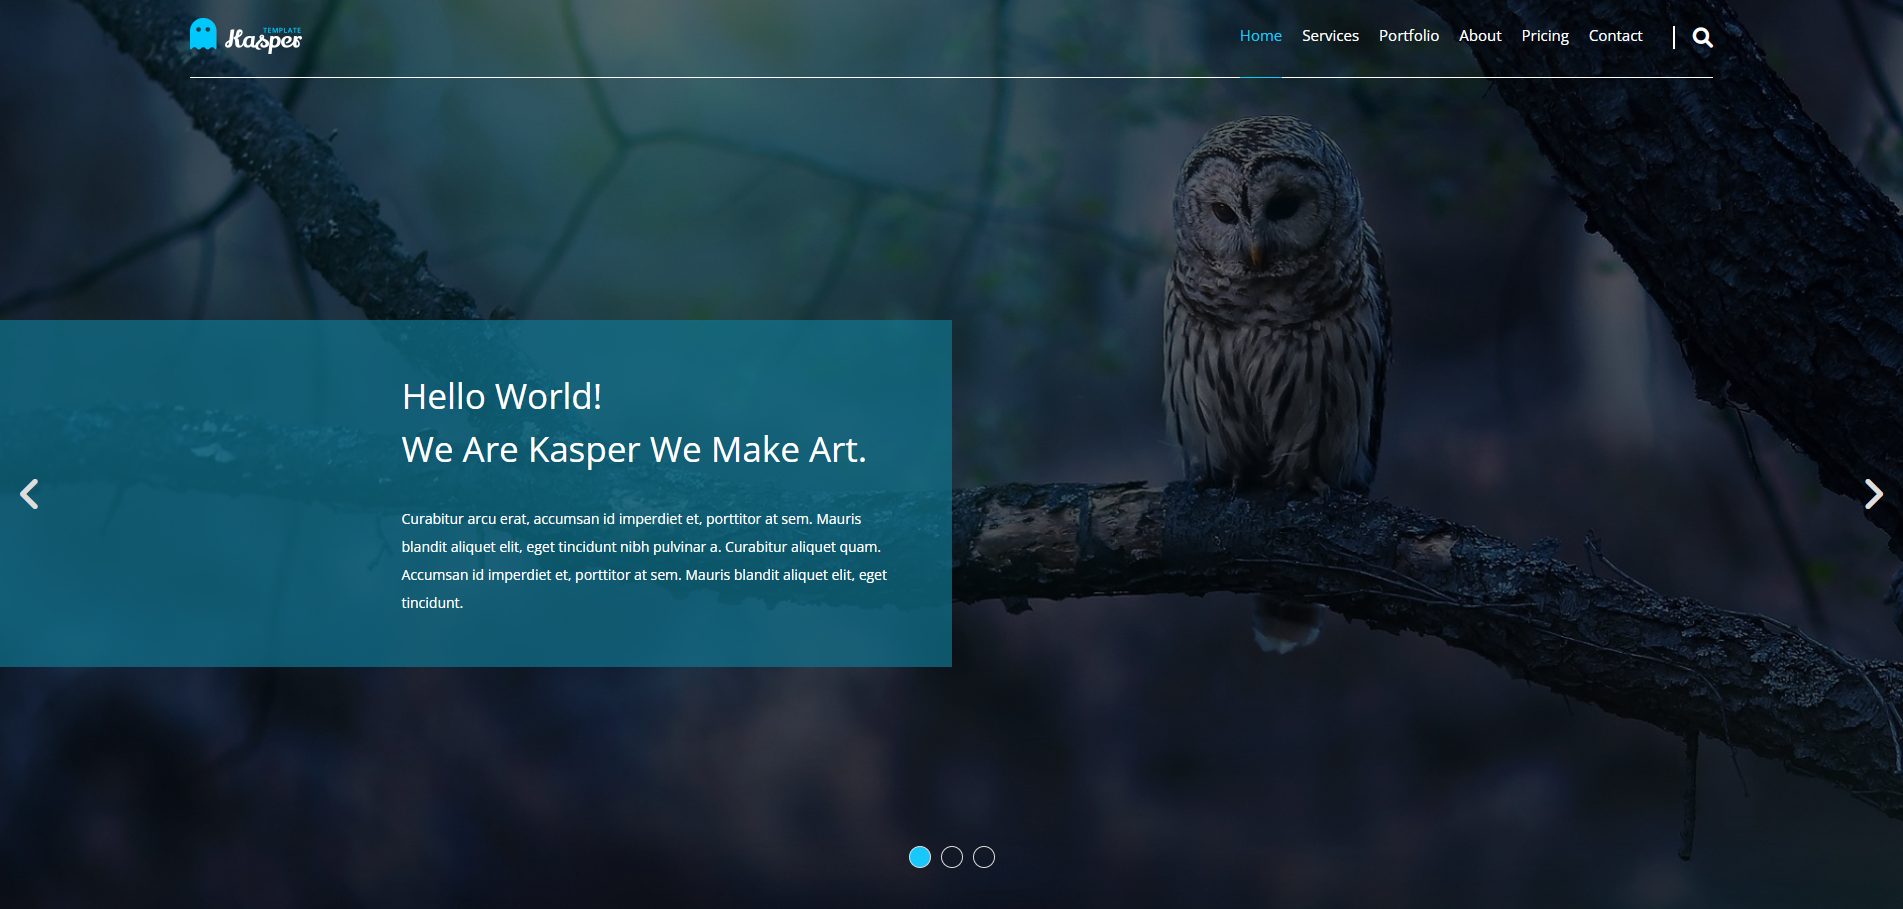 TEMPLATE
Kasper
Home Services Portfolio About Pricing Contact
Hello World!
We Are Kasper We Make Art.
Curabitur arcu erat, accumsan id imperdiet et, porttitor at sem. Mauris
blandit aliquet elit, eget tincidunt nibh pulvinar a. Curabitur aliquet quam.
Accumsan id imperdiet et, porttitor at sem. Mauris blandit aliquet elit, eget
tincidunt.